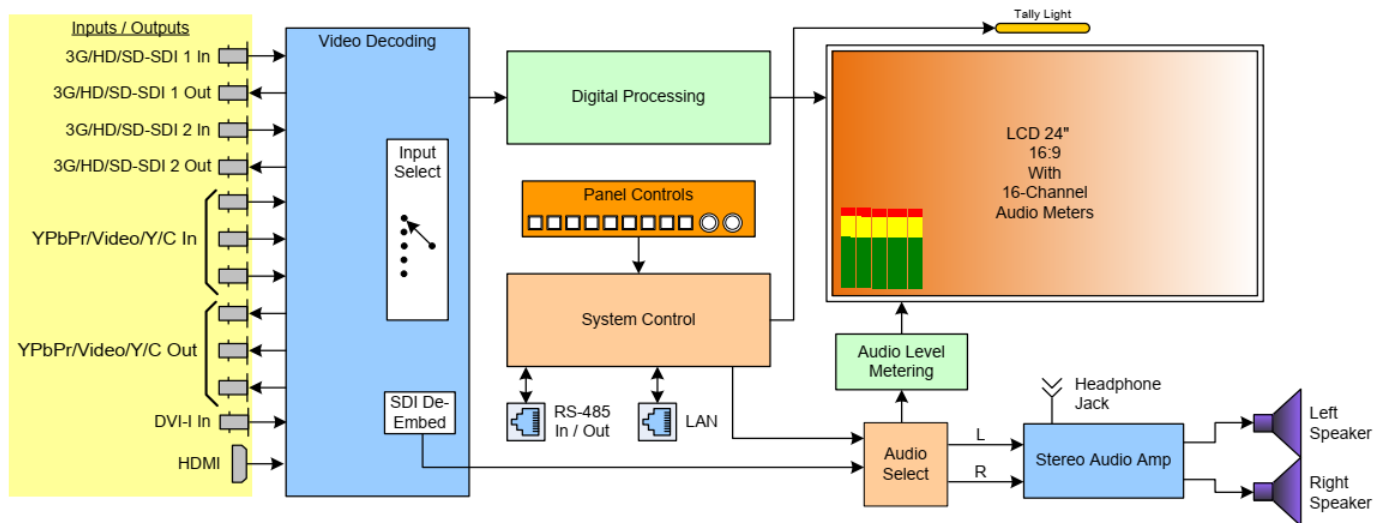 Inputs / Outputs
3G/HD/SD-SDI 1 In
3G/HD/SD-SDI 1 Out
3G/HD/SD-SDI 2 In
3G/HD/SD-SDI 2 Out
YPbPr/Video/Y/C In
YPbPr/Video/Y/C Out
DVI-I In
HDMI
Video Decoding
Input
Select
SDI De-
Embed
Digital Processing
Panel Controls
System Control
RS-485
In / Out
LAN
Tally Light
LCD 24"
16:9
With
16-Channel
Audio Meters
Audio Level
Metering
Audio
Select
L
R
Headphone
Jack
Stereo Audio Amp
Left
Speaker
Right
Speaker